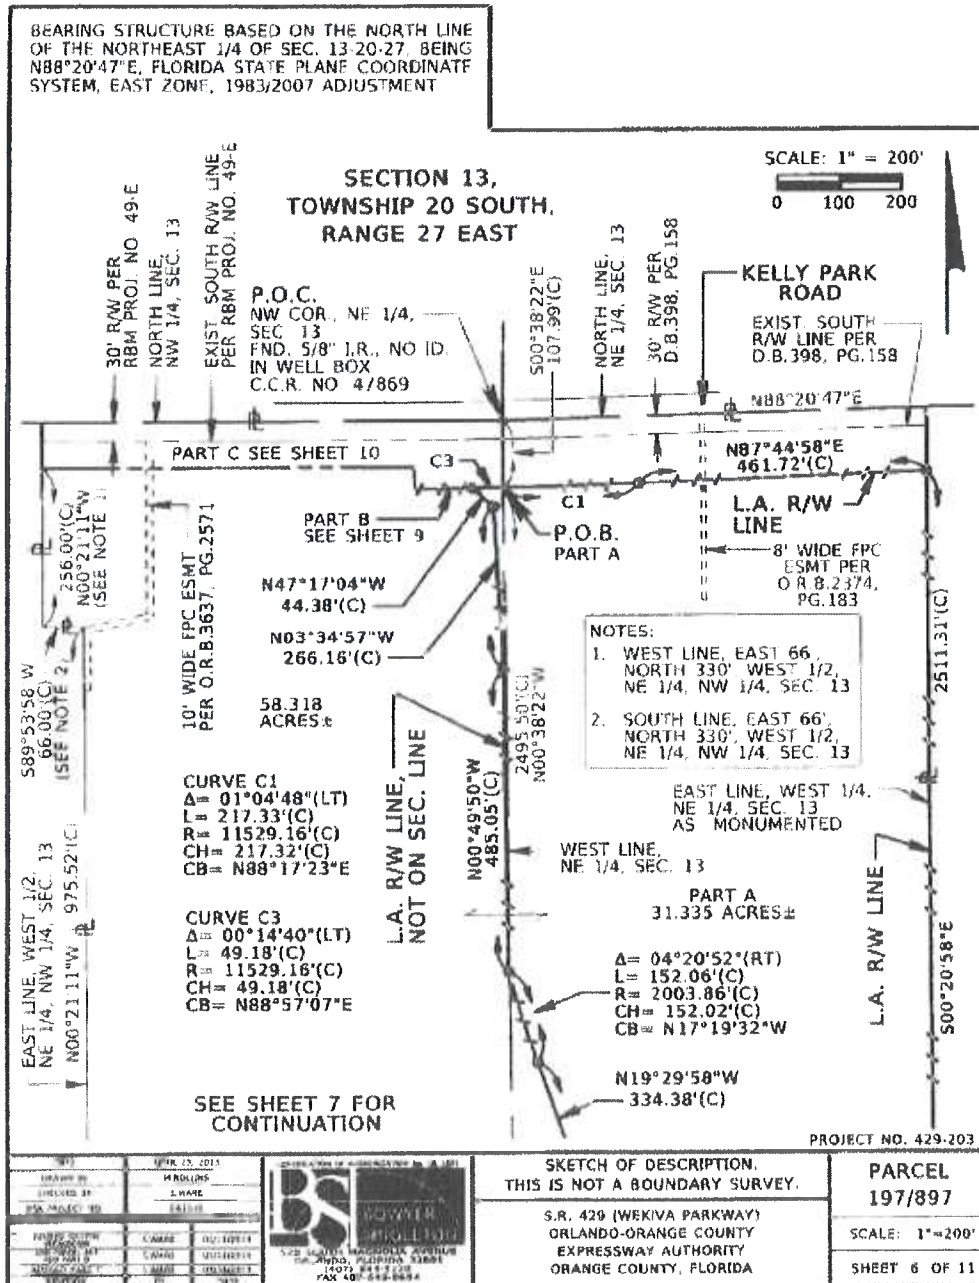 BEARING STRUCTURE BASED ON THE NORTH LINE
OF THE NORTHEAST 1/4 OF SEC. 13-20-27, BEING
N88°20'47"E, FLORIDA STATE PLANE COORDINATE
SYSTEM, EAST ZONE, 1983/2007 ADJUSTMENT
SCALE: 1" = 200'
0 100 200
SECTION 13,
TOWNSHIP 20 SOUTH,
RANGE 27 EAST
30' R/W PER
RBM PROJ. NO. 49-E
NORTH LINE,
NW 1/4, SEC. 13
EXIST. SOUTH R/W LINE
PER RBM PROJ. NO. 49-E
P.O.C.
NW COR., NE 1/4,
SEC 13
FND. 5/8" I.R., NO ID.
IN WELL BOX
C.C.R. NO 47869
S00°38'22"E
107.99'(C)
NORTH LINE,
NE 1/4, SEC. 13
30' R/W PER
D.B.398, PG.158
KELLY PARK
ROAD
EXIST. SOUTH
R/W LINE PER
D.B.398, PG.158
N88°20'47"E
PART C SEE SHEET 10
C3
N87°44'58"E
461.72'(C)
C1
L.A. R/W
LINE
PART B
SEE SHEET 9
P.O.B.
PART A
8' WIDE FPC
ESMT PER
O.R.B.2374,
PG.183
256.00'(C)
N00°21'11"W
(SEE NOTE 1)
10' WIDE FPC ESMT
PER O.R.B.3637, PG.2571
N47°17'04"W
44.38'(C)
N03°34'57"W
266.16'(C)
NOTES:
1. WEST LINE, EAST 66',
NORTH 330' WEST 1/2,
NE 1/4, NW 1/4, SEC. 13
2. SOUTH LINE, EAST 66',
NORTH 330', WEST 1/2,
NE 1/4, NW 1/4, SEC. 13
2511.31'(C)
S89°53'58 W
66.00'(C)
(SEE NOTE 2)
58.318
ACRES±
L.A. R/W LINE,
NOT ON SEC. LINE
2495.50'(C)
N00°38'22"W
N00°49'50"W
485.05'(C)
EAST LINE, WEST 1/4,
NE 1/4, SEC. 13
AS MONUMENTED
CURVE C1
Δ= 01°04'48"(LT)
L= 217.33'(C)
R= 11529.16'(C)
CH= 217.32'(C)
CB= N88°17'23"E
WEST LINE,
NE 1/4, SEC. 13
EAST LINE, WEST 1/2,
NE 1/4, NW 1/4, SEC. 13
N00°21'11"W 975.52'(C)
PART A
31.335 ACRES±
CURVE C3
Δ= 00°14'40"(LT)
L= 49.18'(C)
R= 11529.16'(C)
CH= 49.18'(C)
CB= N88°57'07"E
Δ= 04°20'52"(RT)
L= 152.06'(C)
R= 2003.86'(C)
CH= 152.02'(C)
CB= N17°19'32"W
L.A. R/W LINE
S00°20'58"E
N19°29'58"W
334.38'(C)
SEE SHEET 7 FOR
CONTINUATION
PROJECT NO. 429-203
BS
BOWYER
520 SOUTH MAGNOLIA AVENUE
ORLANDO, FLORIDA 32801
SKETCH OF DESCRIPTION.
THIS IS NOT A BOUNDARY SURVEY.
S.R. 429 (WEKIVA PARKWAY)
ORLANDO-ORANGE COUNTY
EXPRESSWAY AUTHORITY
ORANGE COUNTY, FLORIDA
PARCEL
197/897
SCALE: 1"=200'
SHEET 6 OF 11